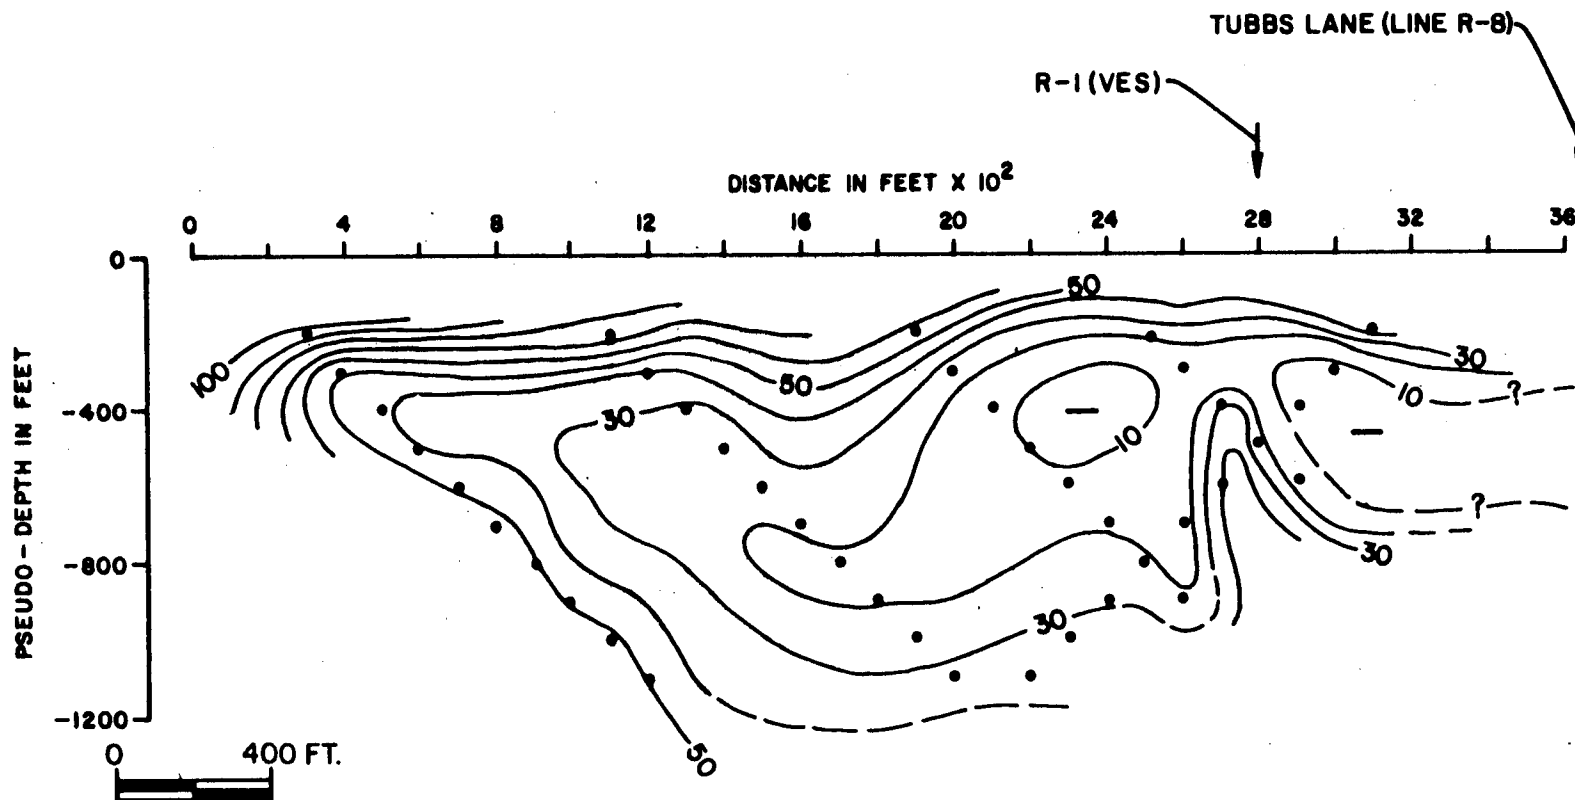 TUBBS LANE (LINE R-8)
R-1 (VES)
DISTANCE IN FEET X 10²
0 4 8 12 16 20 24 28 32 36
PSEUDO-DEPTH IN FEET
0
-400
-800
-1200
50
100
50
30
10
?
30
10
?
30
30
50
0 400 FT.